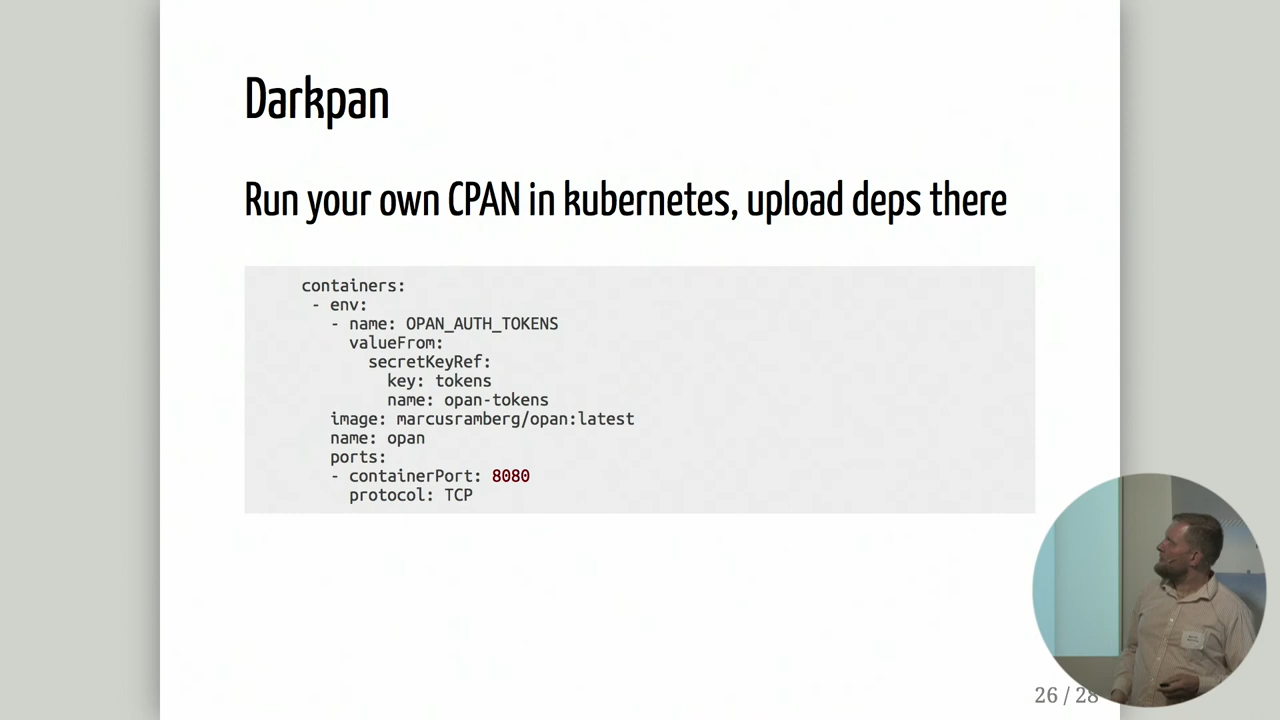 Darkpan
Run your own CPAN in kubernetes, upload deps there
containers:
- env:
- name: OPAN_AUTH_TOKENS
valueFrom:
secretKeyRef:
key: tokens
name: opan-tokens
image: marcusramberg/opan:latest
name: opan
ports:
- containerPort: 8080
protocol: TCP
26 / 28